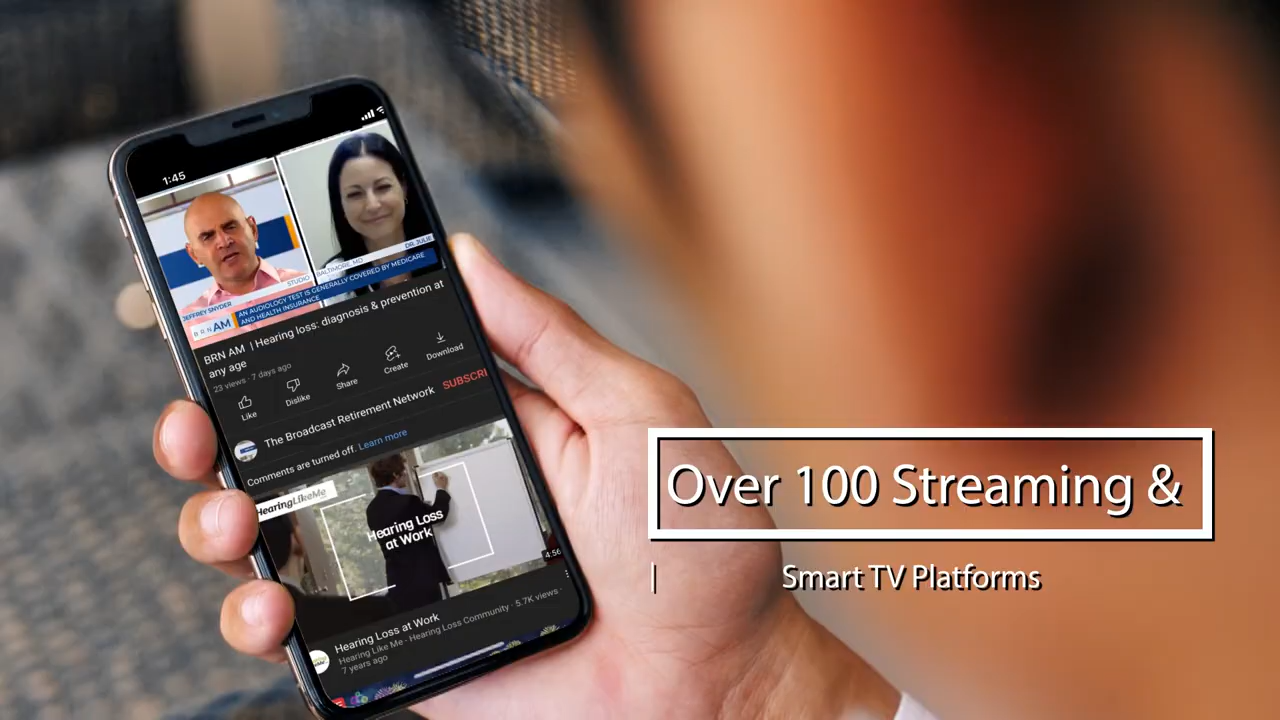 1:45
JEFFREY SNYDER
STUDIO
BALTIMORE, MD
DR. JULIE
BRN AM
AN AUDIOLOGY TEST IS GENERALLY COVERED BY MEDICARE
AND HEALTH INSURANCE
BRN AM | Hearing loss: diagnosis & prevention at
any age
23 views · 7 days ago
Like
Dislike
Share
Create
Download
The Broadcast Retirement Network
SUBSCRI
Comments are turned off. Learn more
HearingLikeMe
Hearing Loss
at Work
4:56
Hearing Loss at Work
Hearing Like Me - Hearing Loss Community · 5.7K views ·
7 years ago
Over 100 Streaming &
| Smart TV Platforms